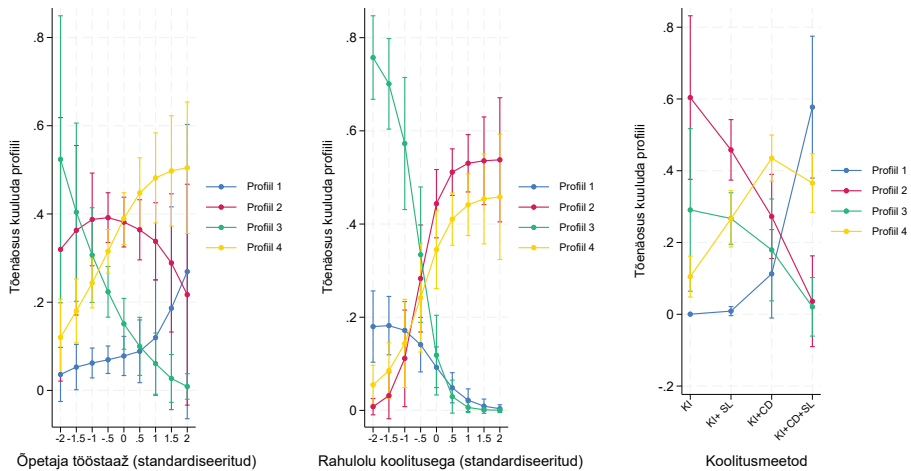 Tõenäosus kuuluda profiili
.8
.6
.4
.2
0
-2 -1.5 -1 -.5 0 .5 1 1.5 2
Õpetaja tööstaaž (standardiseeritud)
Profiil 1
Profiil 2
Profiil 3
Profiil 4
Tõenäosus kuuluda profiili
.8
.6
.4
.2
0
-2 -1.5 -1 -.5 0 .5 1 1.5 2
Rahulolu koolitusega (standardiseeritud)
Profiil 1
Profiil 2
Profiil 3
Profiil 4
Tõenäosus kuuluda profiili
.8
.6
.4
.2
0
-.2
KI
KI+ SL
KI+CD
KI+CD+SL
Koolitusmeetod
Profiil 1
Profiil 2
Profiil 3
Profiil 4